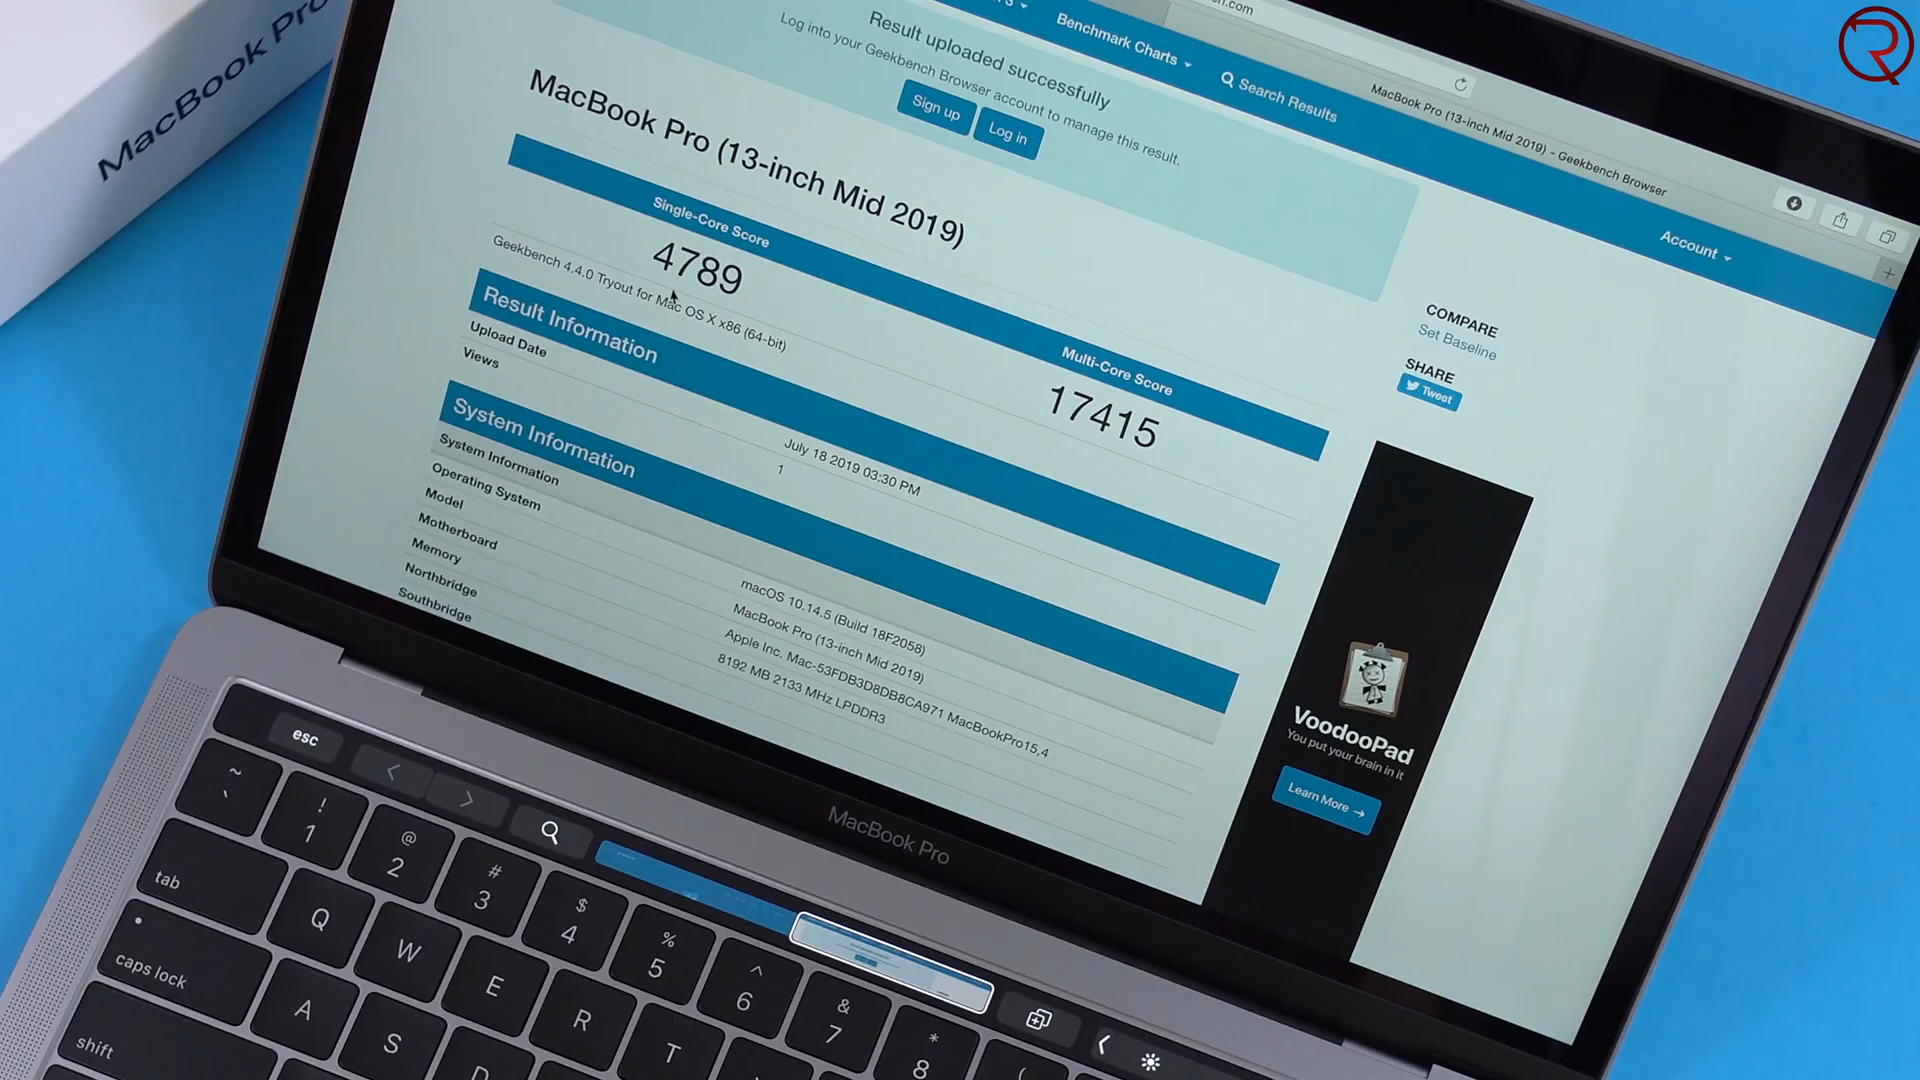 MacBook Pro
Benchmark Charts
Search Results
MacBook Pro (13-inch Mid 2019) - Geekbench Browser
Account
Result uploaded successfully
Log into your Geekbench Browser account to manage this result.
Sign up
Log in
MacBook Pro (13-inch Mid 2019)
Single-Core Score
Multi-Core Score
4789
17415
Geekbench 4.4.0 Tryout for Mac OS X x86 (64-bit)
Result Information
Upload Date
July 18 2019 03:30 PM
Views
1
System Information
System Information
Operating System
macOS 10.14.5 (Build 18F2058)
Model
MacBook Pro (13-inch Mid 2019)
Motherboard
Apple Inc. Mac-53FDB3D8DB8CA971 MacBookPro15,4
Memory
8192 MB 2133 MHz LPDDR3
Northbridge
Southbridge
COMPARE
Set Baseline
SHARE
Tweet
VoodooPad
You put your brain in it
Learn More →
MacBook Pro
esc
~
`
!
1
@
2
#
3
$
4
%
5
^
6
&
7
*
8
tab
Q
W
E
R
T
caps lock
A
S
D
shift